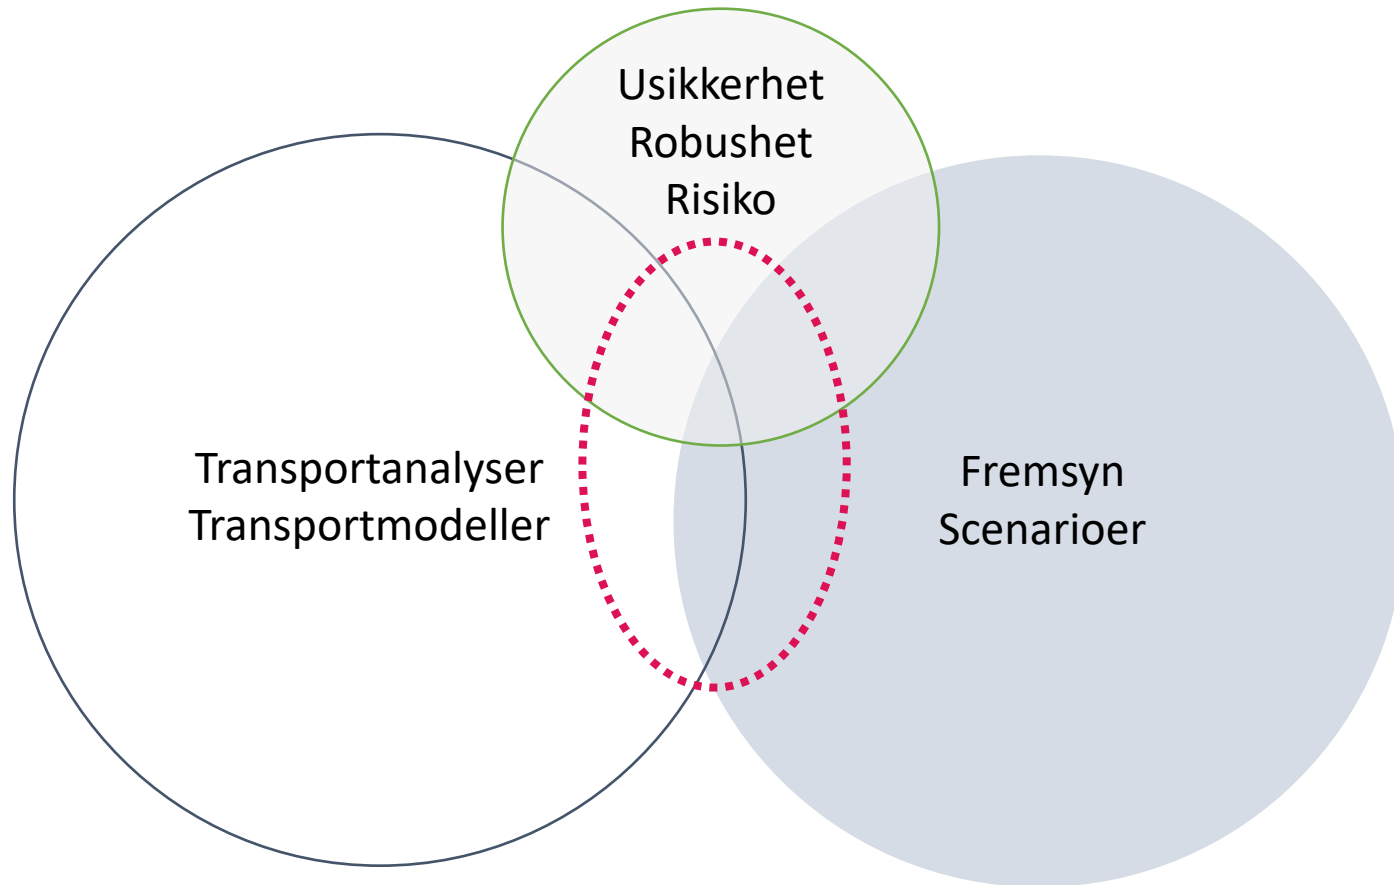 Usikkerhet
Robushet
Risiko
Transportanalyser
Transportmodeller
Fremsyn
Scenarioer